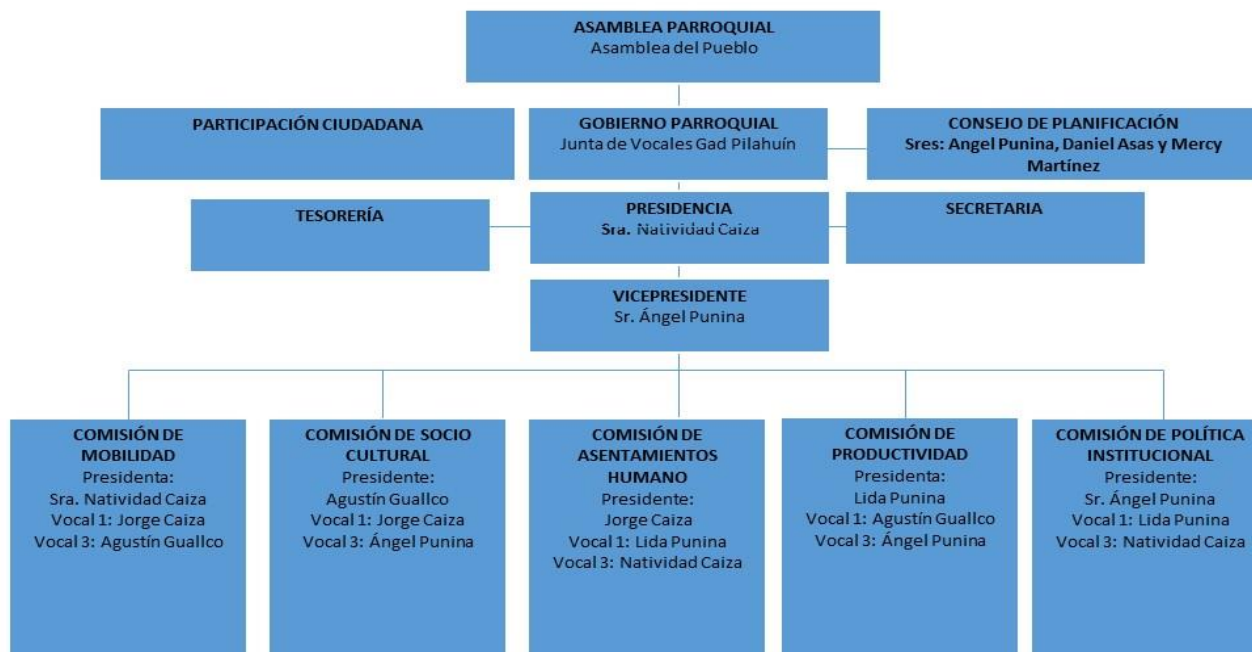 ASAMBLEA PARROQUIAL
Asamblea del Pueblo
PARTICIPACIÓN CIUDADANA
GOBIERNO PARROQUIAL
Junta de Vocales Gad Pilahuín
CONSEJO DE PLANIFICACIÓN
Sres: Angel Punina, Daniel Asas y Mercy
Martínez
TESORERÍA
PRESIDENCIA
Sra. Natividad Caiza
SECRETARIA
VICEPRESIDENTE
Sr. Ángel Punina
COMISIÓN DE
MOBILIDAD
Presidenta:
Sra. Natividad Caiza
Vocal 1: Jorge Caiza
Vocal 3: Agustín Guallco
COMISIÓN DE SOCIO
CULTURAL
Presidente:
Agustín Guallco
Vocal 1: Jorge Caiza
Vocal 3: Ángel Punina
COMISIÓN DE
ASENTAMIENTOS
HUMANO
Presidente:
Jorge Caiza
Vocal 1: Lida Punina
Vocal 3: Natividad Caiza
COMISIÓN DE
PRODUCTIVIDAD
Presidenta:
Lida Punina
Vocal 1: Agustín Guallco
Vocal 3: Ángel Punina
COMISIÓN DE POLÍTICA
INSTITUCIONAL
Presidente:
Sr. Ángel Punina
Vocal 1: Lida Punina
Vocal 3: Natividad Caiza